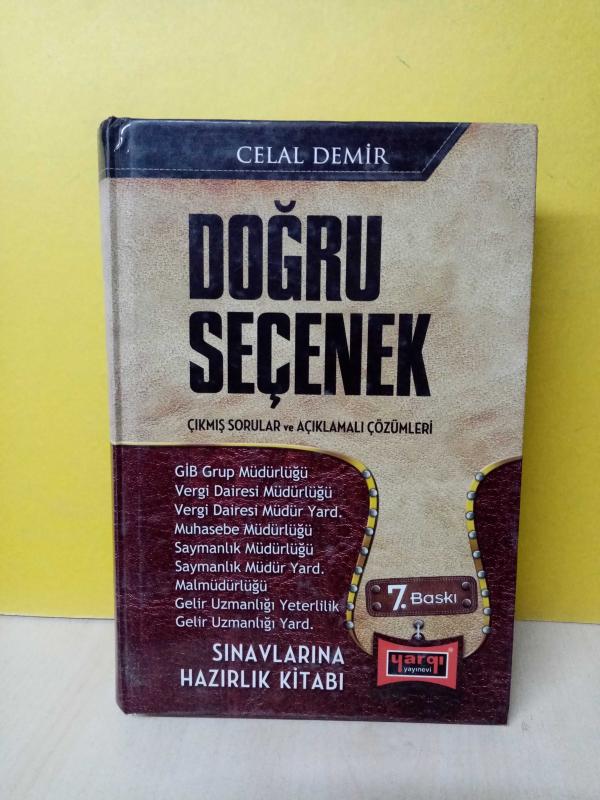 CELAL DEMİR
DOĞRU
SEÇENEK
ÇIKMIŞ SORULAR ve AÇIKLAMALI ÇÖZÜMLERİ
GİB Grup Müdürlüğü
Vergi Dairesi Müdürlüğü
Vergi Dairesi Müdür Yard.
Muhasebe Müdürlüğü
Saymanlık Müdürlüğü
Saymanlık Müdür Yard.
Malmüdürlüğü
Gelir Uzmanlığı Yeterlilik
Gelir Uzmanlığı Yard.
SINAVLARINA
HAZIRLIK KİTABI
7. Baskı
yargı
yayınevi